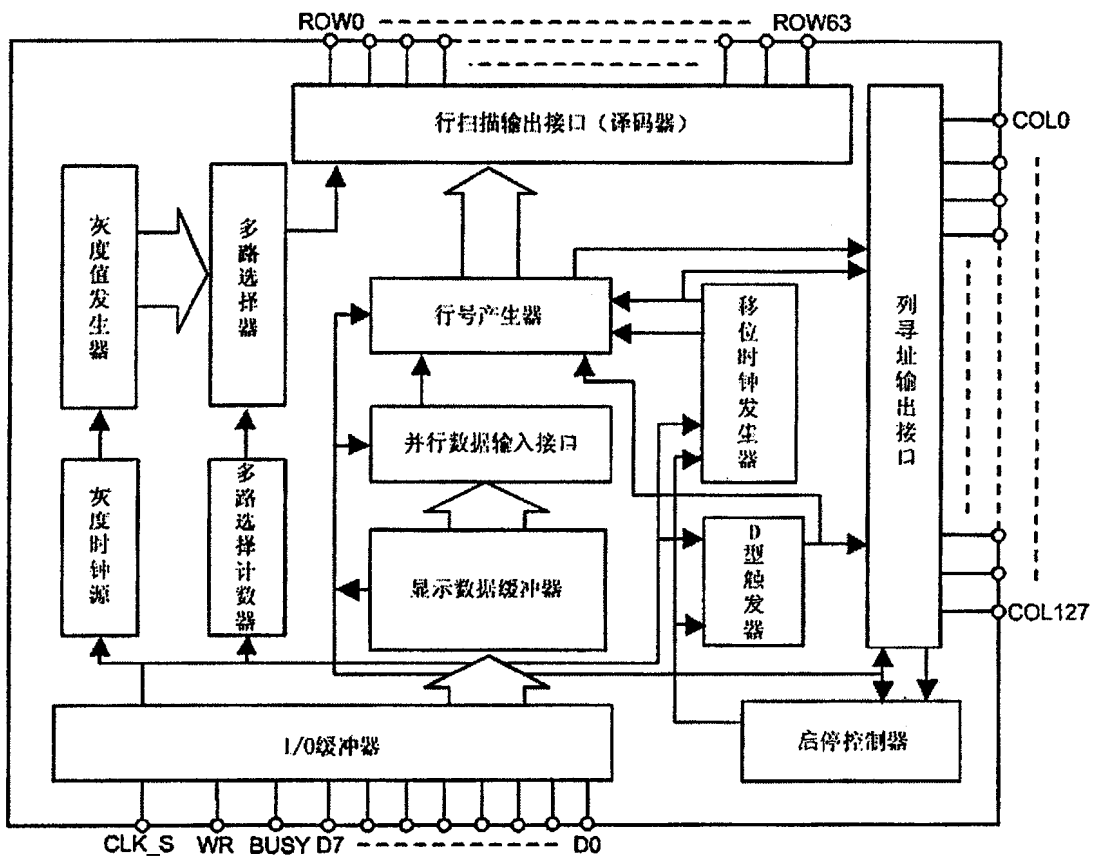 ROW0
ROW63
行扫描输出接口（译码器）
COL0
灰度值发生器
多路选择器
行号产生器
移位时钟发生器
列寻址输出接口
并行数据输入接口
灰度时钟源
多路选择计数器
显示数据缓冲器
D型触发器
COL127
I/O缓冲器
启停控制器
CLK_S
WR
BUSY
D7
D0